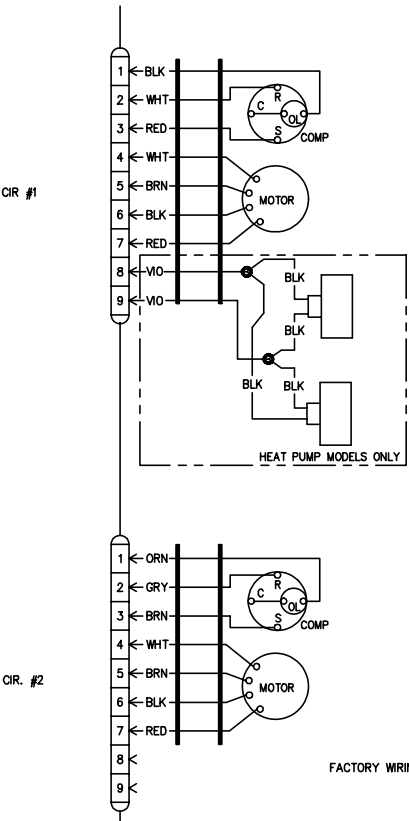 CIR #1
1 BLK
2 WHT
3 RED
4 WHT
5 BRN
6 BLK
7 RED
8 VIO
9 VIO
R
C
OL
S
COMP
MOTOR
BLK
BLK
BLK
BLK
HEAT PUMP MODELS ONLY
CIR. #2
1 ORN
2 GRY
3 BRN
4 WHT
5 BRN
6 BLK
7 RED
8
9
R
C
OL
S
COMP
MOTOR
FACTORY WIRIN